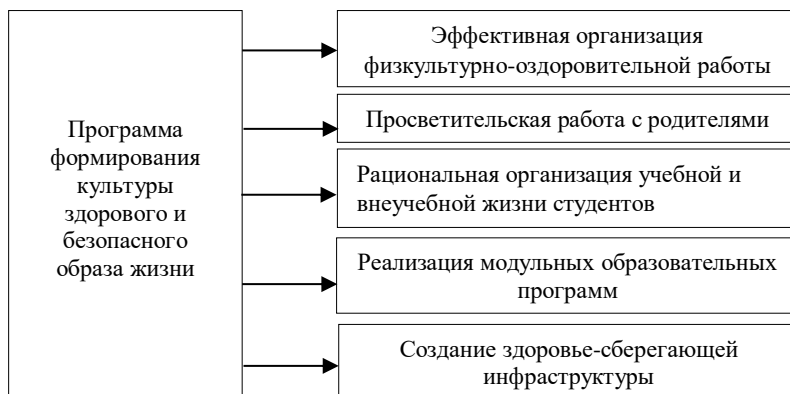 Программа
формирования
культуры
здорового и
безопасного
образа жизни
Эффективная организация
физкультурно-оздоровительной работы
Просветительская работа с родителями
Рациональная организация учебной и
внеучебной жизни студентов
Реализация модульных образовательных
программ
Создание здоровье-сберегающей
инфраструктуры